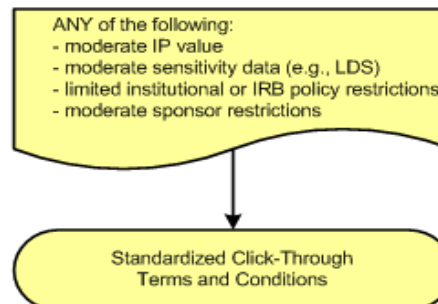 ANY of the following:
- moderate IP value
- moderate sensitivity data (e.g., LDS)
- limited institutional or IRB policy restrictions
- moderate sponsor restrictions
Standardized Click-Through
Terms and Conditions